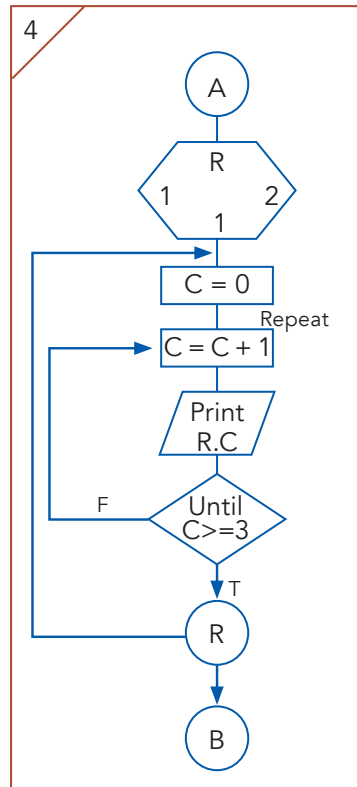 4
A
R
1 2
1
C = 0
Repeat
C = C + 1
Print
R.C
Until
C>=3
F
T
R
B